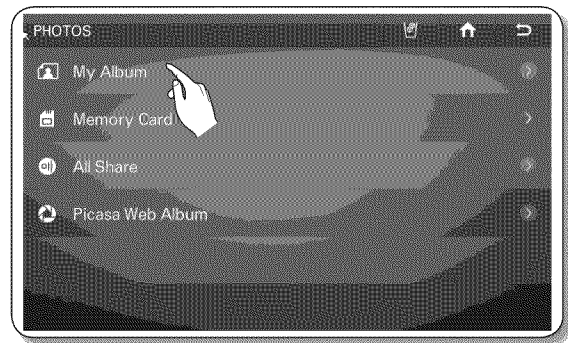 PHOTOS
My Album
Memory Card
All Share
Picasa Web Album